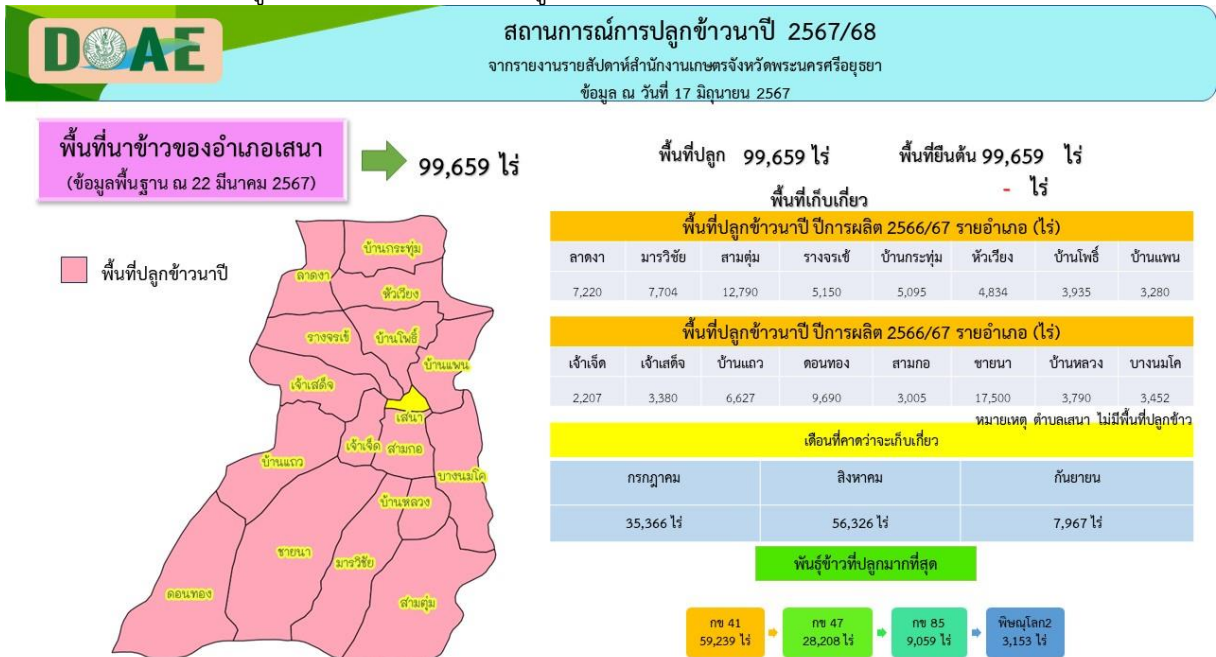 DOAE
สถานการณ์การปลูกข้าวนาปี 2567/68
จากรายงานรายสัปดาห์สำนักงานเกษตรจังหวัดพระนครศรีอยุธยา
ข้อมูล ณ วันที่ 17 มิถุนายน 2567
พื้นที่นาข้าวของอำเภอเสนา
(ข้อมูลพื้นฐาน ณ 22 มีนาคม 2567)
99,659 ไร่
พื้นที่ปลูก 99,659 ไร่ พื้นที่ยืนต้น 99,659 ไร่
พื้นที่เก็บเกี่ยว - ไร่
พื้นที่ปลูกข้าวนาปี
บ้านกระทุ่ม
ลาดงา
หัวเวียง
รางจรเข้
บ้านโพธิ์
บ้านแพน
เจ้าเสด็จ
เสนา
เจ้าเจ็ด
สามกอ
บ้านแถว
บางนมโค
บ้านหลวง
ชายนา
มารวิชัย
ดอนทอง
สามตุ่ม
พื้นที่ปลูกข้าวนาปี ปีการผลิต 2566/67 รายอำเภอ (ไร่)
ลาดงา มารวิชัย สามตุ่ม รางจรเข้ บ้านกระทุ่ม หัวเวียง บ้านโพธิ์ บ้านแพน
7,220 7,704 12,790 5,150 5,095 4,834 3,935 3,280
พื้นที่ปลูกข้าวนาปี ปีการผลิต 2566/67 รายอำเภอ (ไร่)
เจ้าเจ็ด เจ้าเสด็จ บ้านแถว ดอนทอง สามกอ ชายนา บ้านหลวง บางนมโค
2,207 3,380 6,627 9,690 3,005 17,500 3,790 3,452
หมายเหตุ ตำบลเสนา ไม่มีพื้นที่ปลูกข้าว
เดือนที่คาดว่าจะเก็บเกี่ยว
กรกฎาคม สิงหาคม กันยายน
35,366 ไร่ 56,326 ไร่ 7,967 ไร่
พันธุ์ข้าวที่ปลูกมากที่สุด
กข 41 กข 47 กข 85 พิษณุโลก2
59,239 ไร่ 28,208 ไร่ 9,059 ไร่ 3,153 ไร่